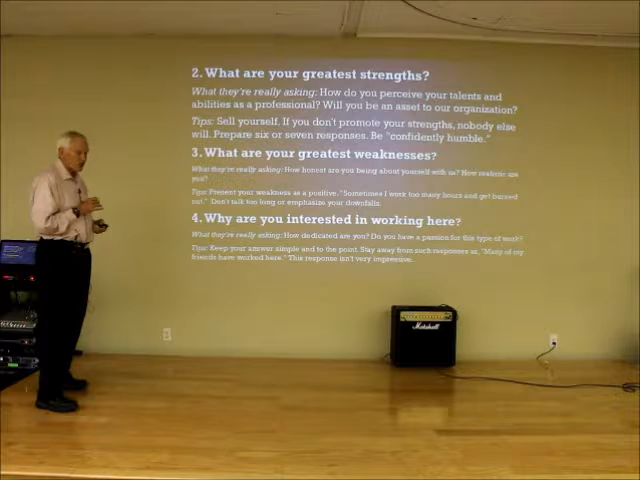 2. What are your greatest strengths?
What they're really asking: How do you perceive your talents and
abilities as a professional? Will you be an asset to our organization?
Tips: Sell yourself. If you don't promote your strengths, nobody else
will. Prepare six or seven responses. Be "confidently humble."
3. What are your greatest weaknesses?
What they're really asking: How honest are you being about yourself with us? How realistic are
you?
Tips: Present your weakness as a positive. "Sometimes I work too many hours and get burned
out." Don't talk too long or emphasize your downfalls.
4. Why are you interested in working here?
What they're really asking: How dedicated are you? Do you have a passion for this type of work?
Tips: Keep your answer simple and to the point. Stay away from such responses as, "Many of my
friends have worked here." This response isn't very impressive.
Marshall